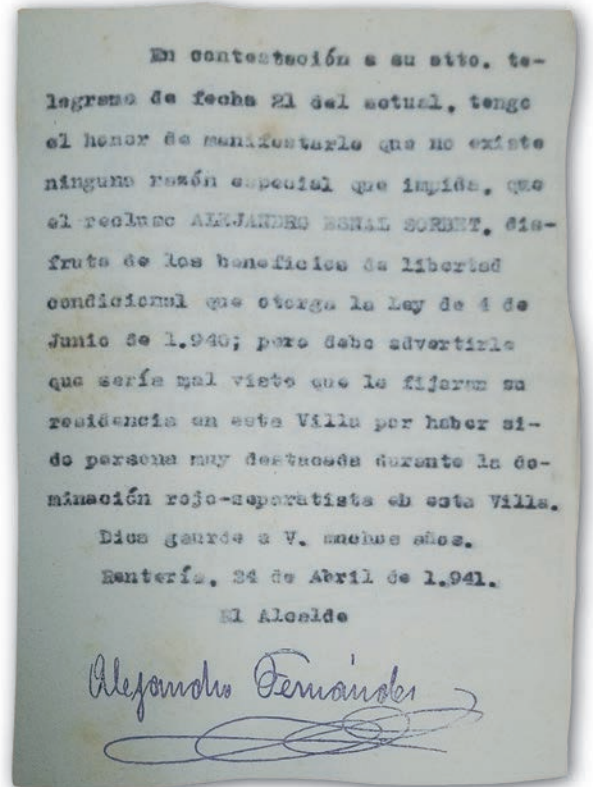 En contestación a su atto. te-
legrama de fecha 21 del actual, tengo
el honor de manifestarle que no existe
ninguna razón especial que impida, que
el recluso ALEJANDRO BSNAL SORBET, dis-
fruta de los beneficios de libertad
condicional que otorga la Ley de 4 de
Junio de 1.940; pero debo advertirle
que sería mal visto que le fijaran su
residencia en esta Villa por haber si-
do persona muy destacada durante la do-
minación rojo-separatista eb esta Villa.
Dios gaurde a V. muchos años.
Rentería, 24 de Abril de 1.941.
El Alcalde
Alejandro Fernández